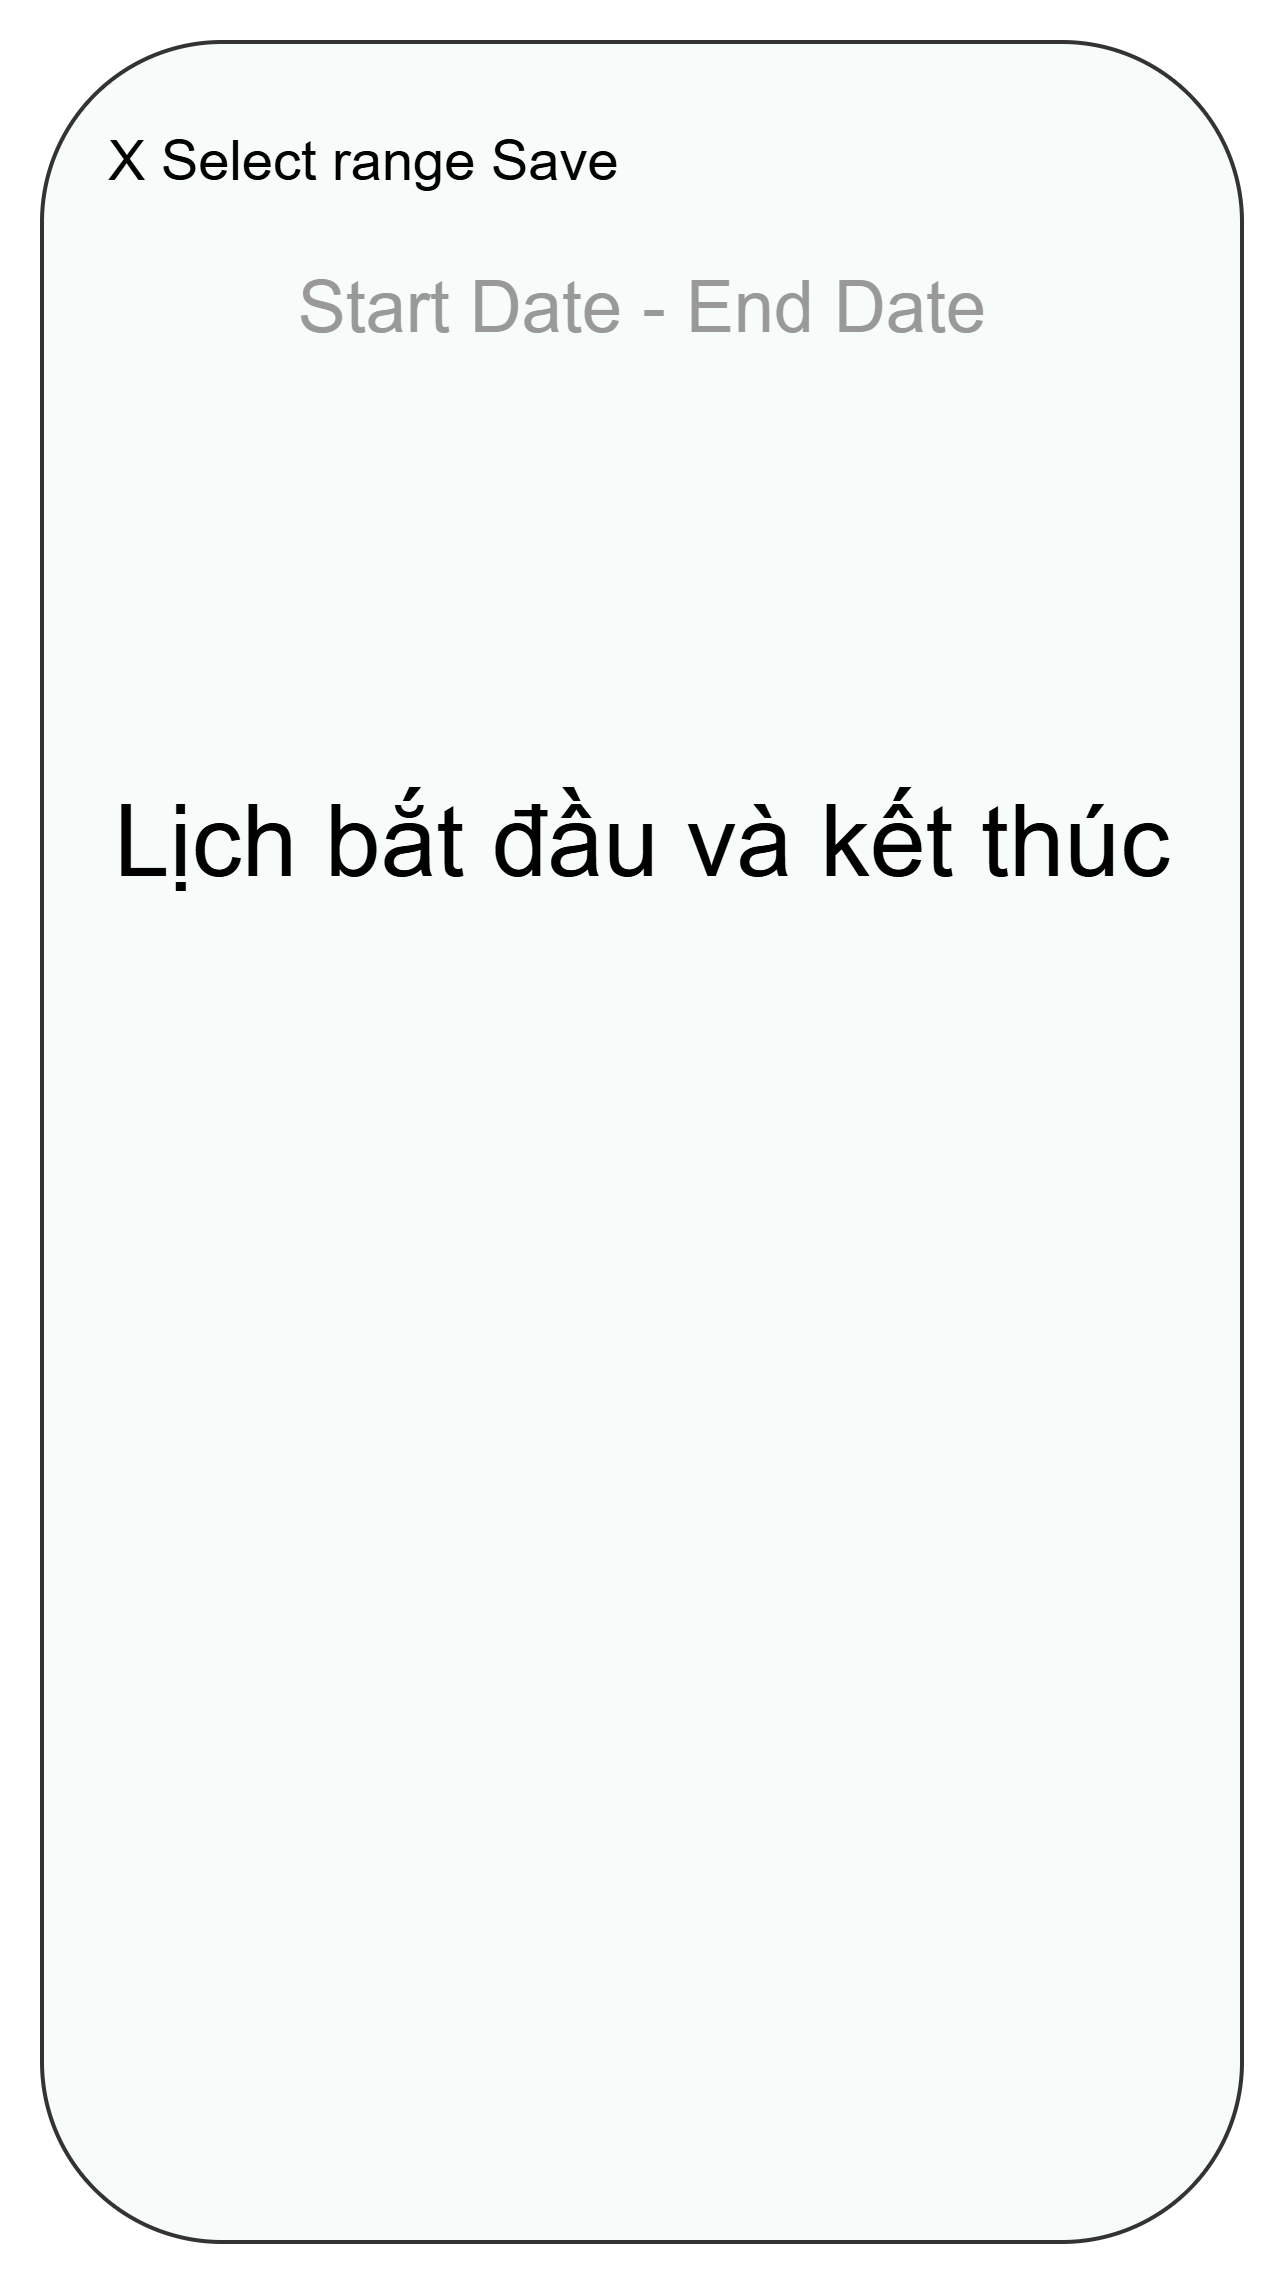 X Select range Save
Start Date - End Date
Lịch bắt đầu và kết thúc